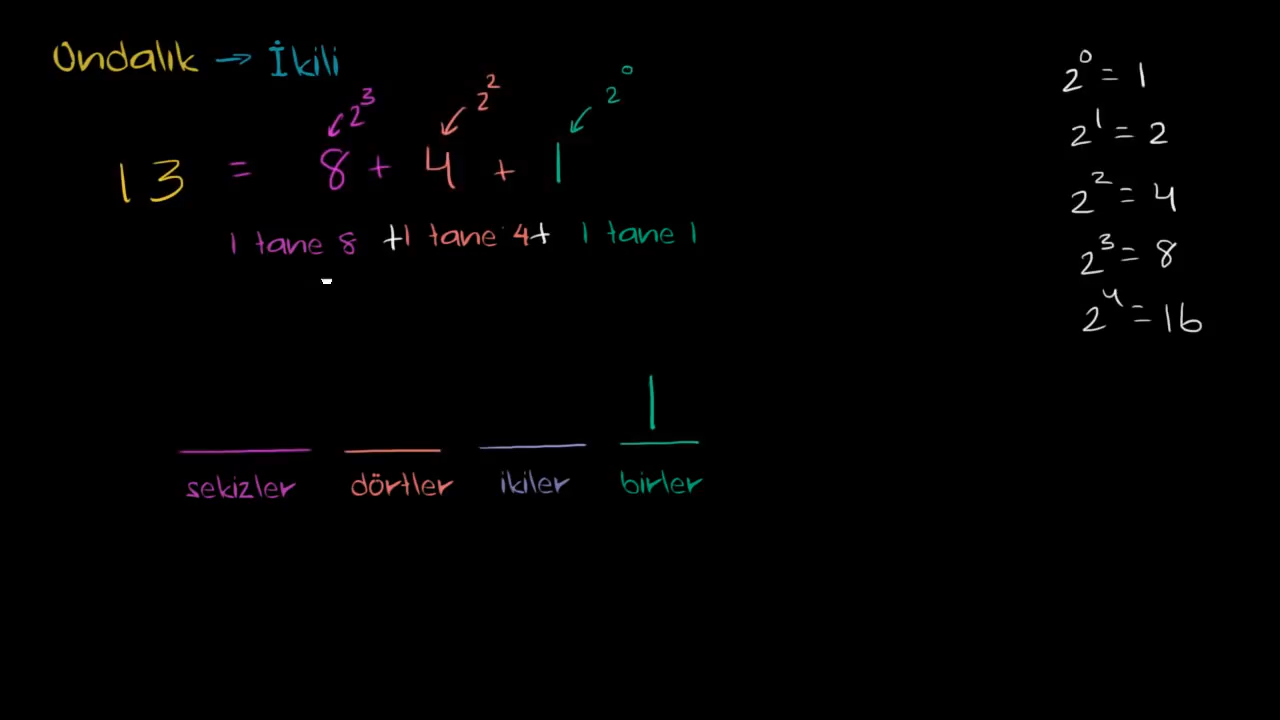 Ondalık → İkili
2³ 2² 2⁰
13 = 8 + 4 + 1
1 tane 8 + 1 tane 4 + 1 tane 1
1
sekizler dörtler ikiler birler
2⁰ = 1
2¹ = 2
2² = 4
2³ = 8
2⁴ = 16